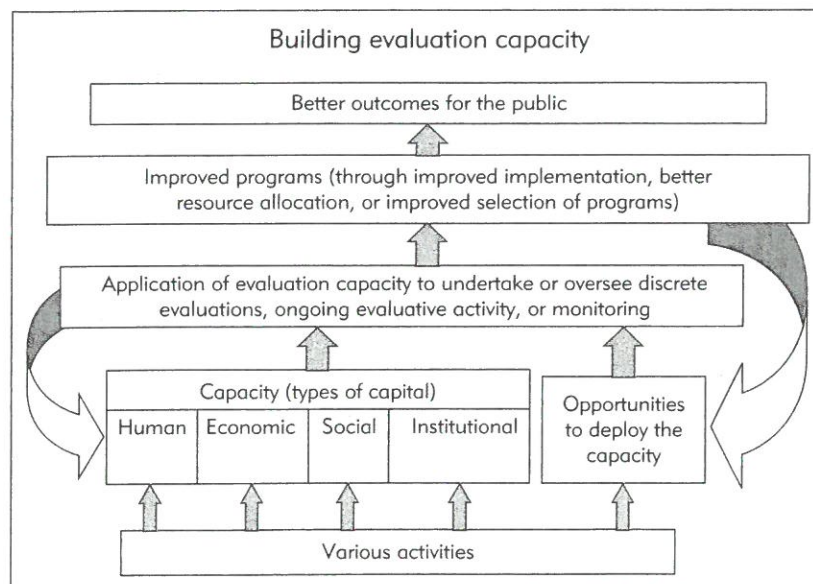 Building evaluation capacity
Better outcomes for the public
Improved programs (through improved implementation, better
resource allocation, or improved selection of programs)
Application of evaluation capacity to undertake or oversee discrete
evaluations, ongoing evaluative activity, or monitoring
Capacity (types of capital)
Human Economic Social Institutional
Opportunities
to deploy the
capacity
Various activities